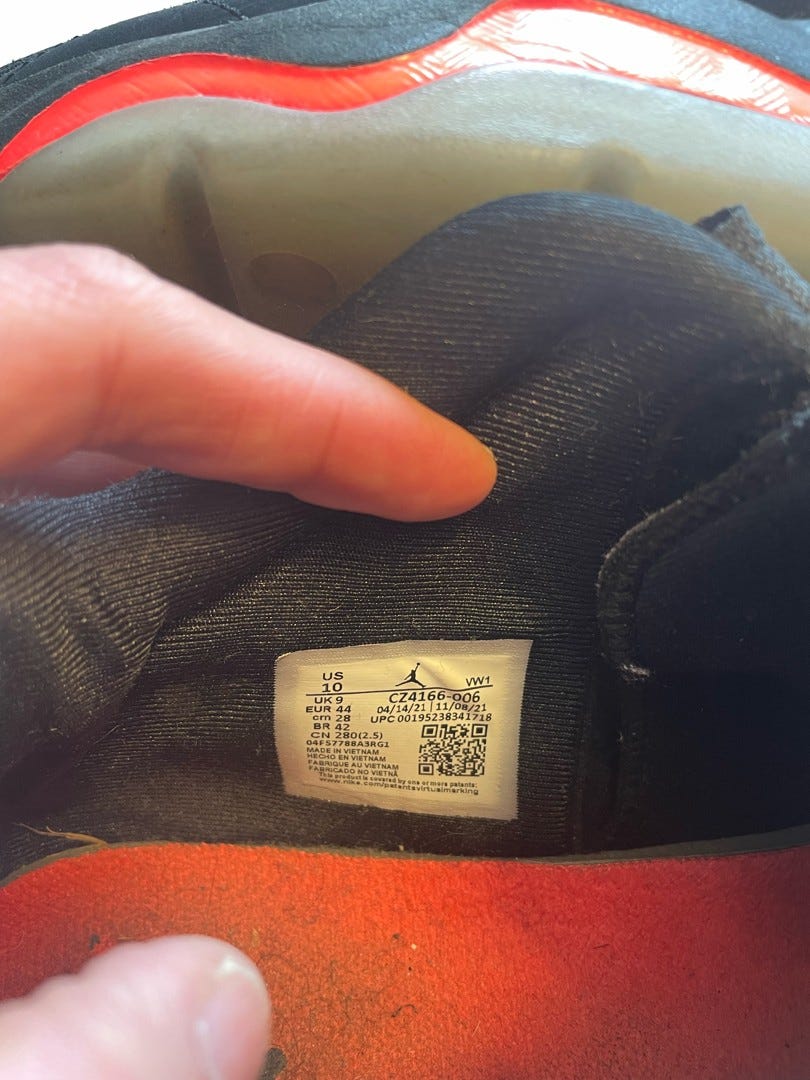 US
10
VW1
UK 9
CZ4166-006
EUR 44
04/14/21 | 11/08/21
cm 28
UPC 00195238341718
BR 42
CN 280(2.5)
04F57788A3RG1
MADE IN VIETNAM
HECHO EN VIETNAM
FABRIQUE AU VIETNAM
FABRICADO NO VIETNÃ
This product is covered by one or more patents:
www.nike.com/patentsvirtualmarking